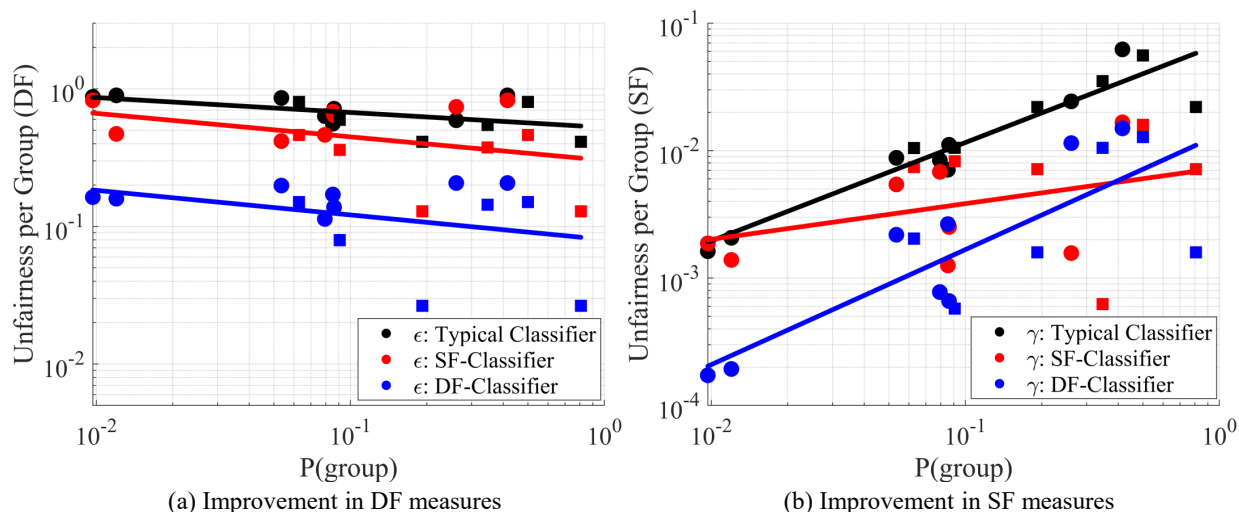 Unfairness per Group (DF)
10^0
10^-1
10^-2
ϵ: Typical Classifier
ϵ: SF-Classifier
ϵ: DF-Classifier
10^-2 10^-1 10^0
P(group)
(a) Improvement in DF measures
Unfairness per Group (SF)
10^-1
10^-2
10^-3
10^-4
γ: Typical Classifier
γ: SF-Classifier
γ: DF-Classifier
10^-2 10^-1 10^0
P(group)
(b) Improvement in SF measures